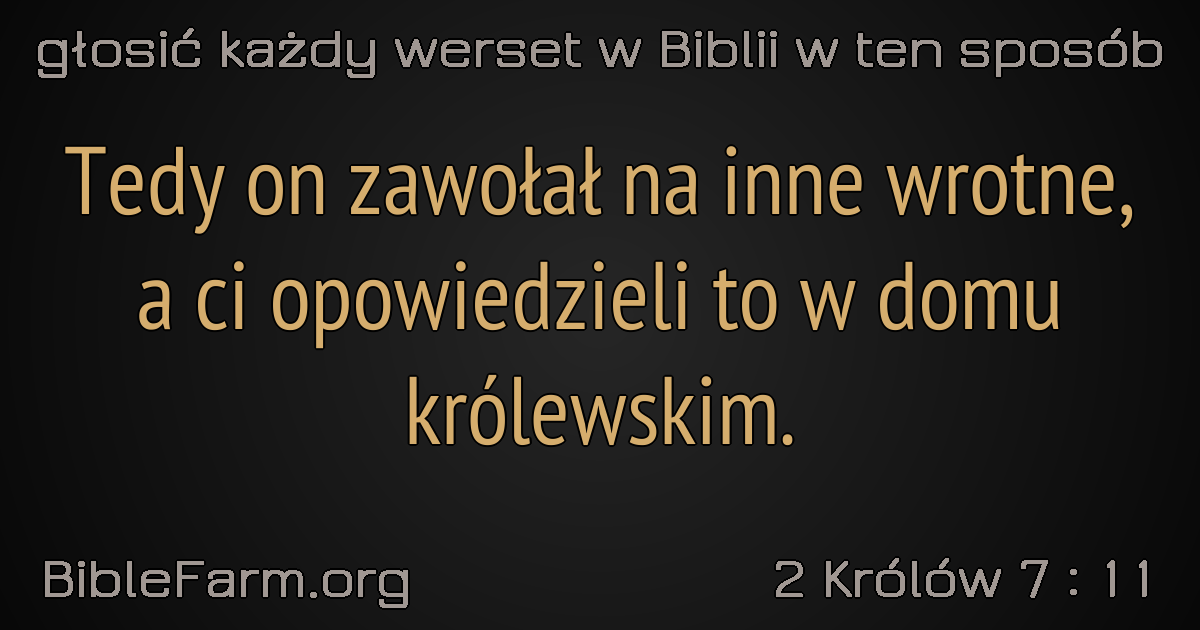 głosić każdy werset w Biblii w ten sposób
Tedy on zawołał na inne wrotne,
a ci opowiedzieli to w domu
królewskim.
BibleFarm.org
2 Królów 7 : 11